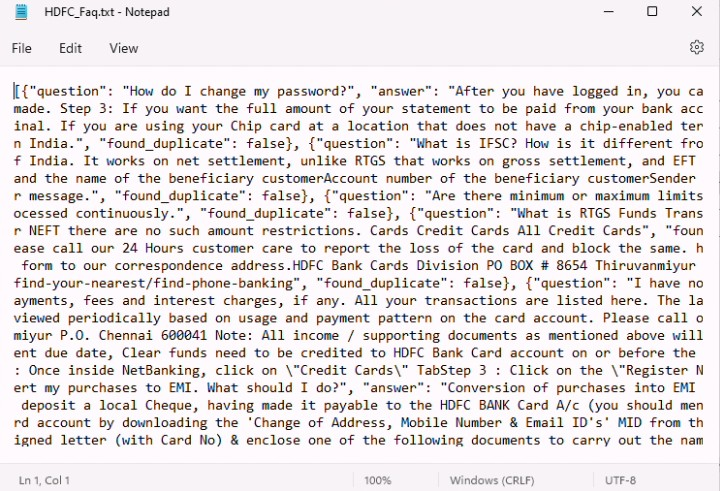 HDFC_Faq.txt - Notepad
File Edit View
[{"question": "How do I change my password?", "answer": "After you have logged in, you ca
made. Step 3: If you want the full amount of your statement to be paid from your bank acc
inal. If you are using your Chip card at a location that does not have a chip-enabled ter
n India.", "found_duplicate": false}, {"question": "What is IFSC? How is it different fro
f India. It works on net settlement, unlike RTGS that works on gross settlement, and EFT
and the name of the beneficiary customerAccount number of the beneficiary customerSender
r message.", "found_duplicate": false}, {"question": "Are there minimum or maximum limits
ocessed continuously.", "found_duplicate": false}, {"question": "What is RTGS Funds Trans
r NEFT there are no such amount restrictions. Cards Credit Cards All Credit Cards", "foun
ease call our 24 Hours customer care to report the loss of the card and block the same. h
form to our correspondence address.HDFC Bank Cards Division PO BOX # 8654 Thiruvanmiyur
find-your-nearest/find-phone-banking", "found_duplicate": false}, {"question": "I have no
ayments, fees and interest charges, if any. All your transactions are listed here. The la
viewed periodically based on usage and payment pattern on the card account. Please call o
miyur P.O. Chennai 600041 Note: All income / supporting documents as mentioned above will
ent due date, Clear funds need to be credited to HDFC Bank Card account on or before the
: Once inside NetBanking, click on \"Credit Cards\" TabStep 3 : Click on the \"Register N
ert my purchases to EMI. What should I do?", "answer": "Conversion of purchases into EMI
deposit a local Cheque, having made it payable to the HDFC BANK Card A/c (you should men
rd account by downloading the 'Change of Address, Mobile Number & Email ID's' MID from th
igned letter (with Card No) & enclose one of the following documents to carry out the nam
Ln 1, Col 1 100% Windows (CRLF) UTF-8